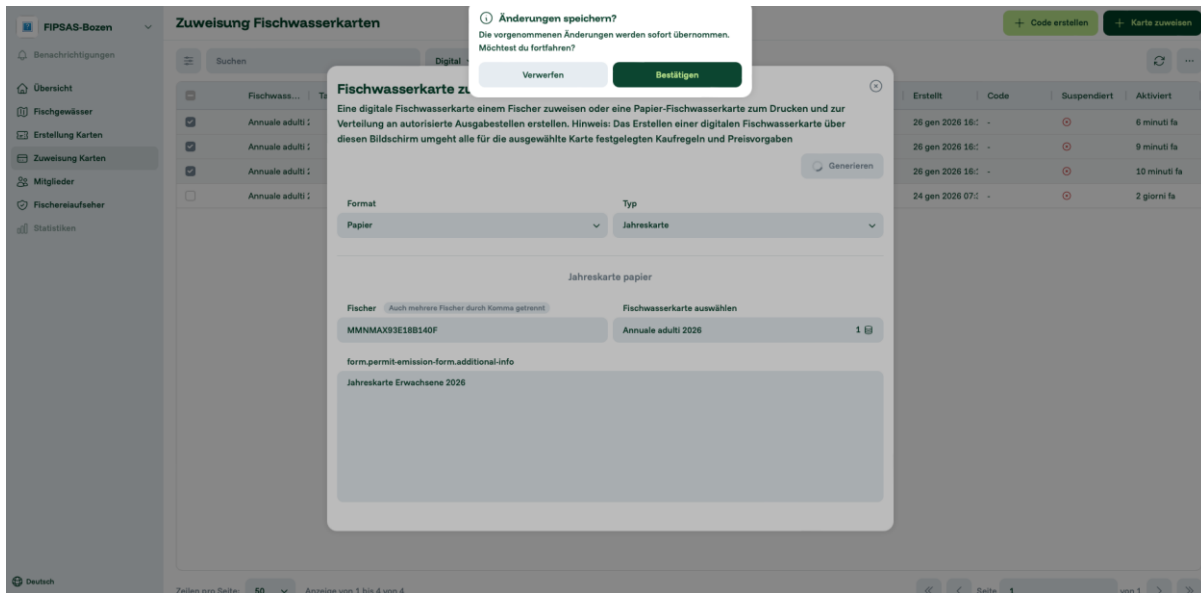 FIPSAS-Bozen
Benachrichtigungen
Übersicht
Fischgewässer
Erstellung Karten
Zuweisung Karten
Mitglieder
Fischereiaufseher
Statistiken
Deutsch
Zuweisung Fischwasserkarten
Code erstellen
Karte zuweisen
Suchen
Digital
Änderungen speichern?
Die vorgenommenen Änderungen werden sofort übernommen.
Möchtest du fortfahren?
Verwerfen
Bestätigen
Fischwass...
Erstellt Code Suspendiert Aktiviert
Annuale adulti 26 gen 2026 16: - 6 minuti fa
Annuale adulti 26 gen 2026 16: - 9 minuti fa
Annuale adulti 26 gen 2026 16: - 10 minuti fa
Annuale adulti 24 gen 2026 07: - 2 giorni fa
Fischwasserkarte
Eine digitale Fischwasserkarte einem Fischer zuweisen oder eine Papier-Fischwasserkarte zum Drucken und zur
Verteilung an autorisierte Ausgabestellen erstellen. Hinweis: Das Erstellen einer digitalen Fischwasserkarte über
diesen Bildschirm umgeht alle für die ausgewählte Karte festgelegten Kaufregeln und Preisvorgaben
Generieren
Format Typ
Papier Jahreskarte
Jahreskarte papier
Fischer Auch mehrere Fischer durch Komma getrennt Fischwasserkarte auswählen
MMNMAX93E18B140F Annuale adulti 2026 1
form.permit-emission-form.additional-info
Jahreskarte Erwachsene 2026
Zeilen pro Seite: 50 Anzeige von 1 bis 4 von 4
Seite 1 von 1